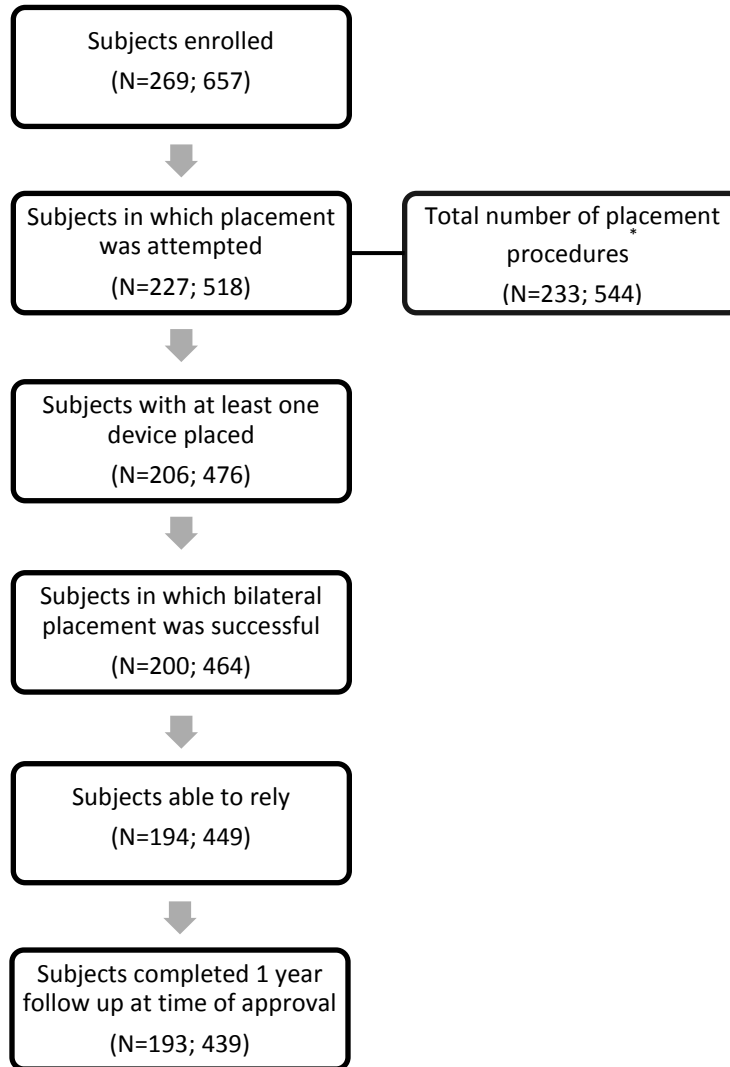 Subjects enrolled
(N=269; 657)
Subjects in which placement
was attempted
(N=227; 518)
Total number of placement
procedures*
(N=233; 544)
Subjects with at least one
device placed
(N=206; 476)
Subjects in which bilateral
placement was successful
(N=200; 464)
Subjects able to rely
(N=194; 449)
Subjects completed 1 year
follow up at time of approval
(N=193; 439)